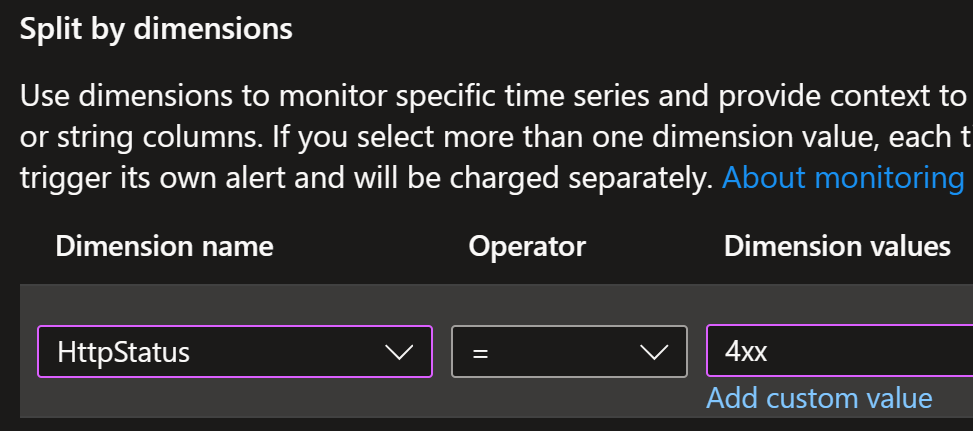 Split by dimensions
Use dimensions to monitor specific time series and provide context to
or string columns. If you select more than one dimension value, each t
trigger its own alert and will be charged separately. About monitoring
Dimension name Operator Dimension values
HttpStatus = 4xx
Add custom value